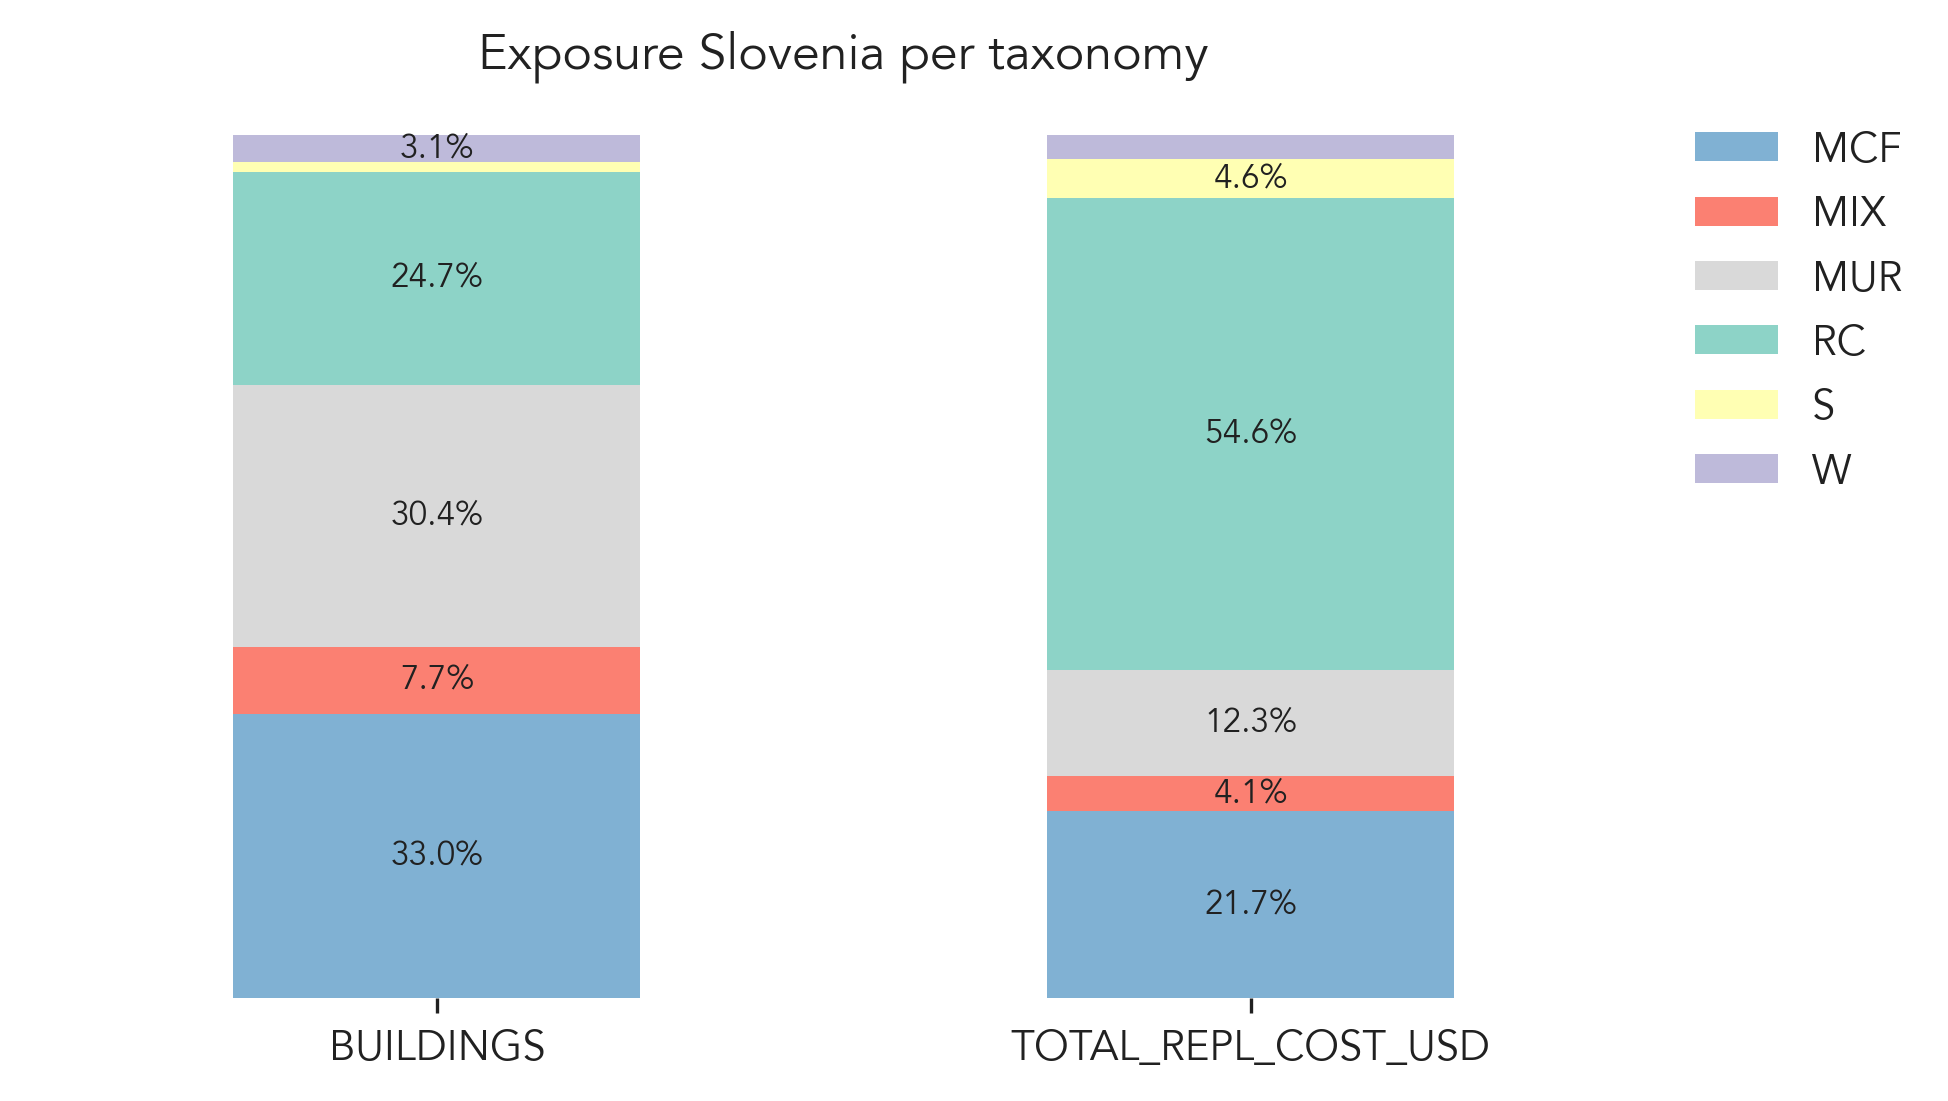 Exposure Slovenia per taxonomy
3.1%
24.7%
30.4%
7.7%
33.0%
BUILDINGS
4.6%
54.6%
12.3%
4.1%
21.7%
TOTAL_REPL_COST_USD
MCF
MIX
MUR
RC
S
W